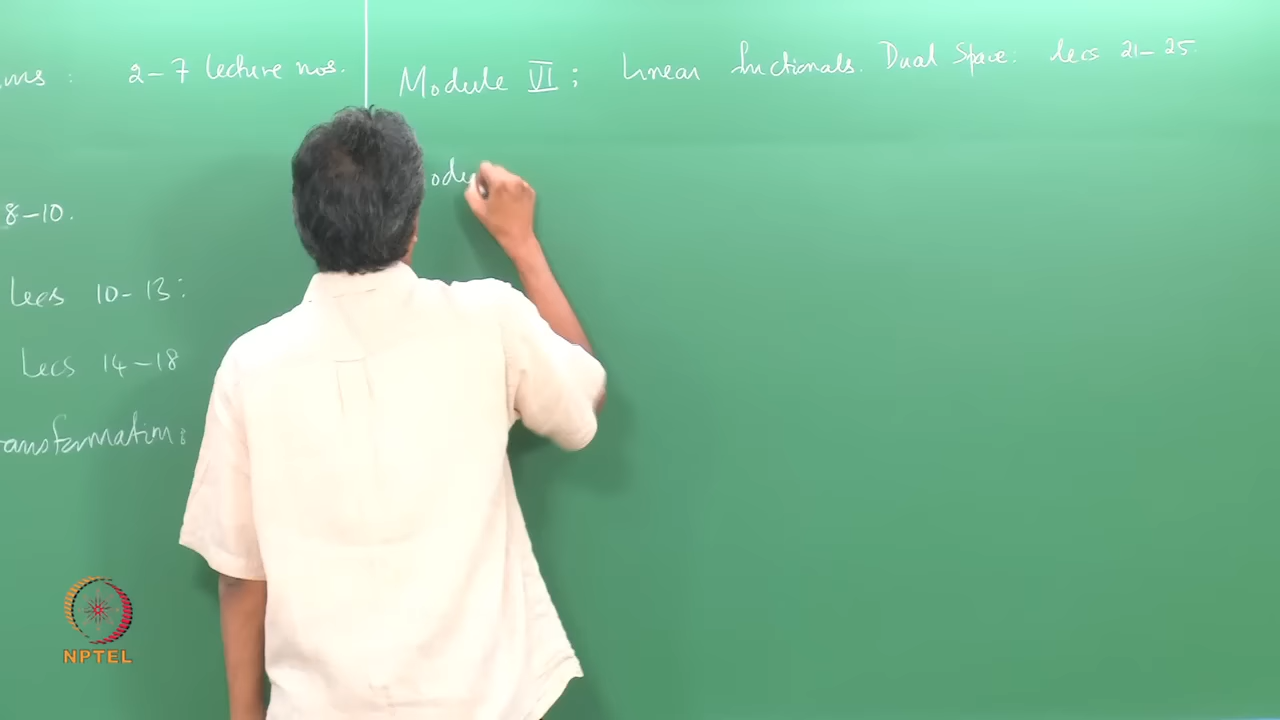 ms : 2-7 lecture nos.
8-10.
Lecs 10-13:
Lecs 14-18
ansformation:
Module VI; Linear functionals. Dual Space: lecs 21-25.
odu
NPTEL